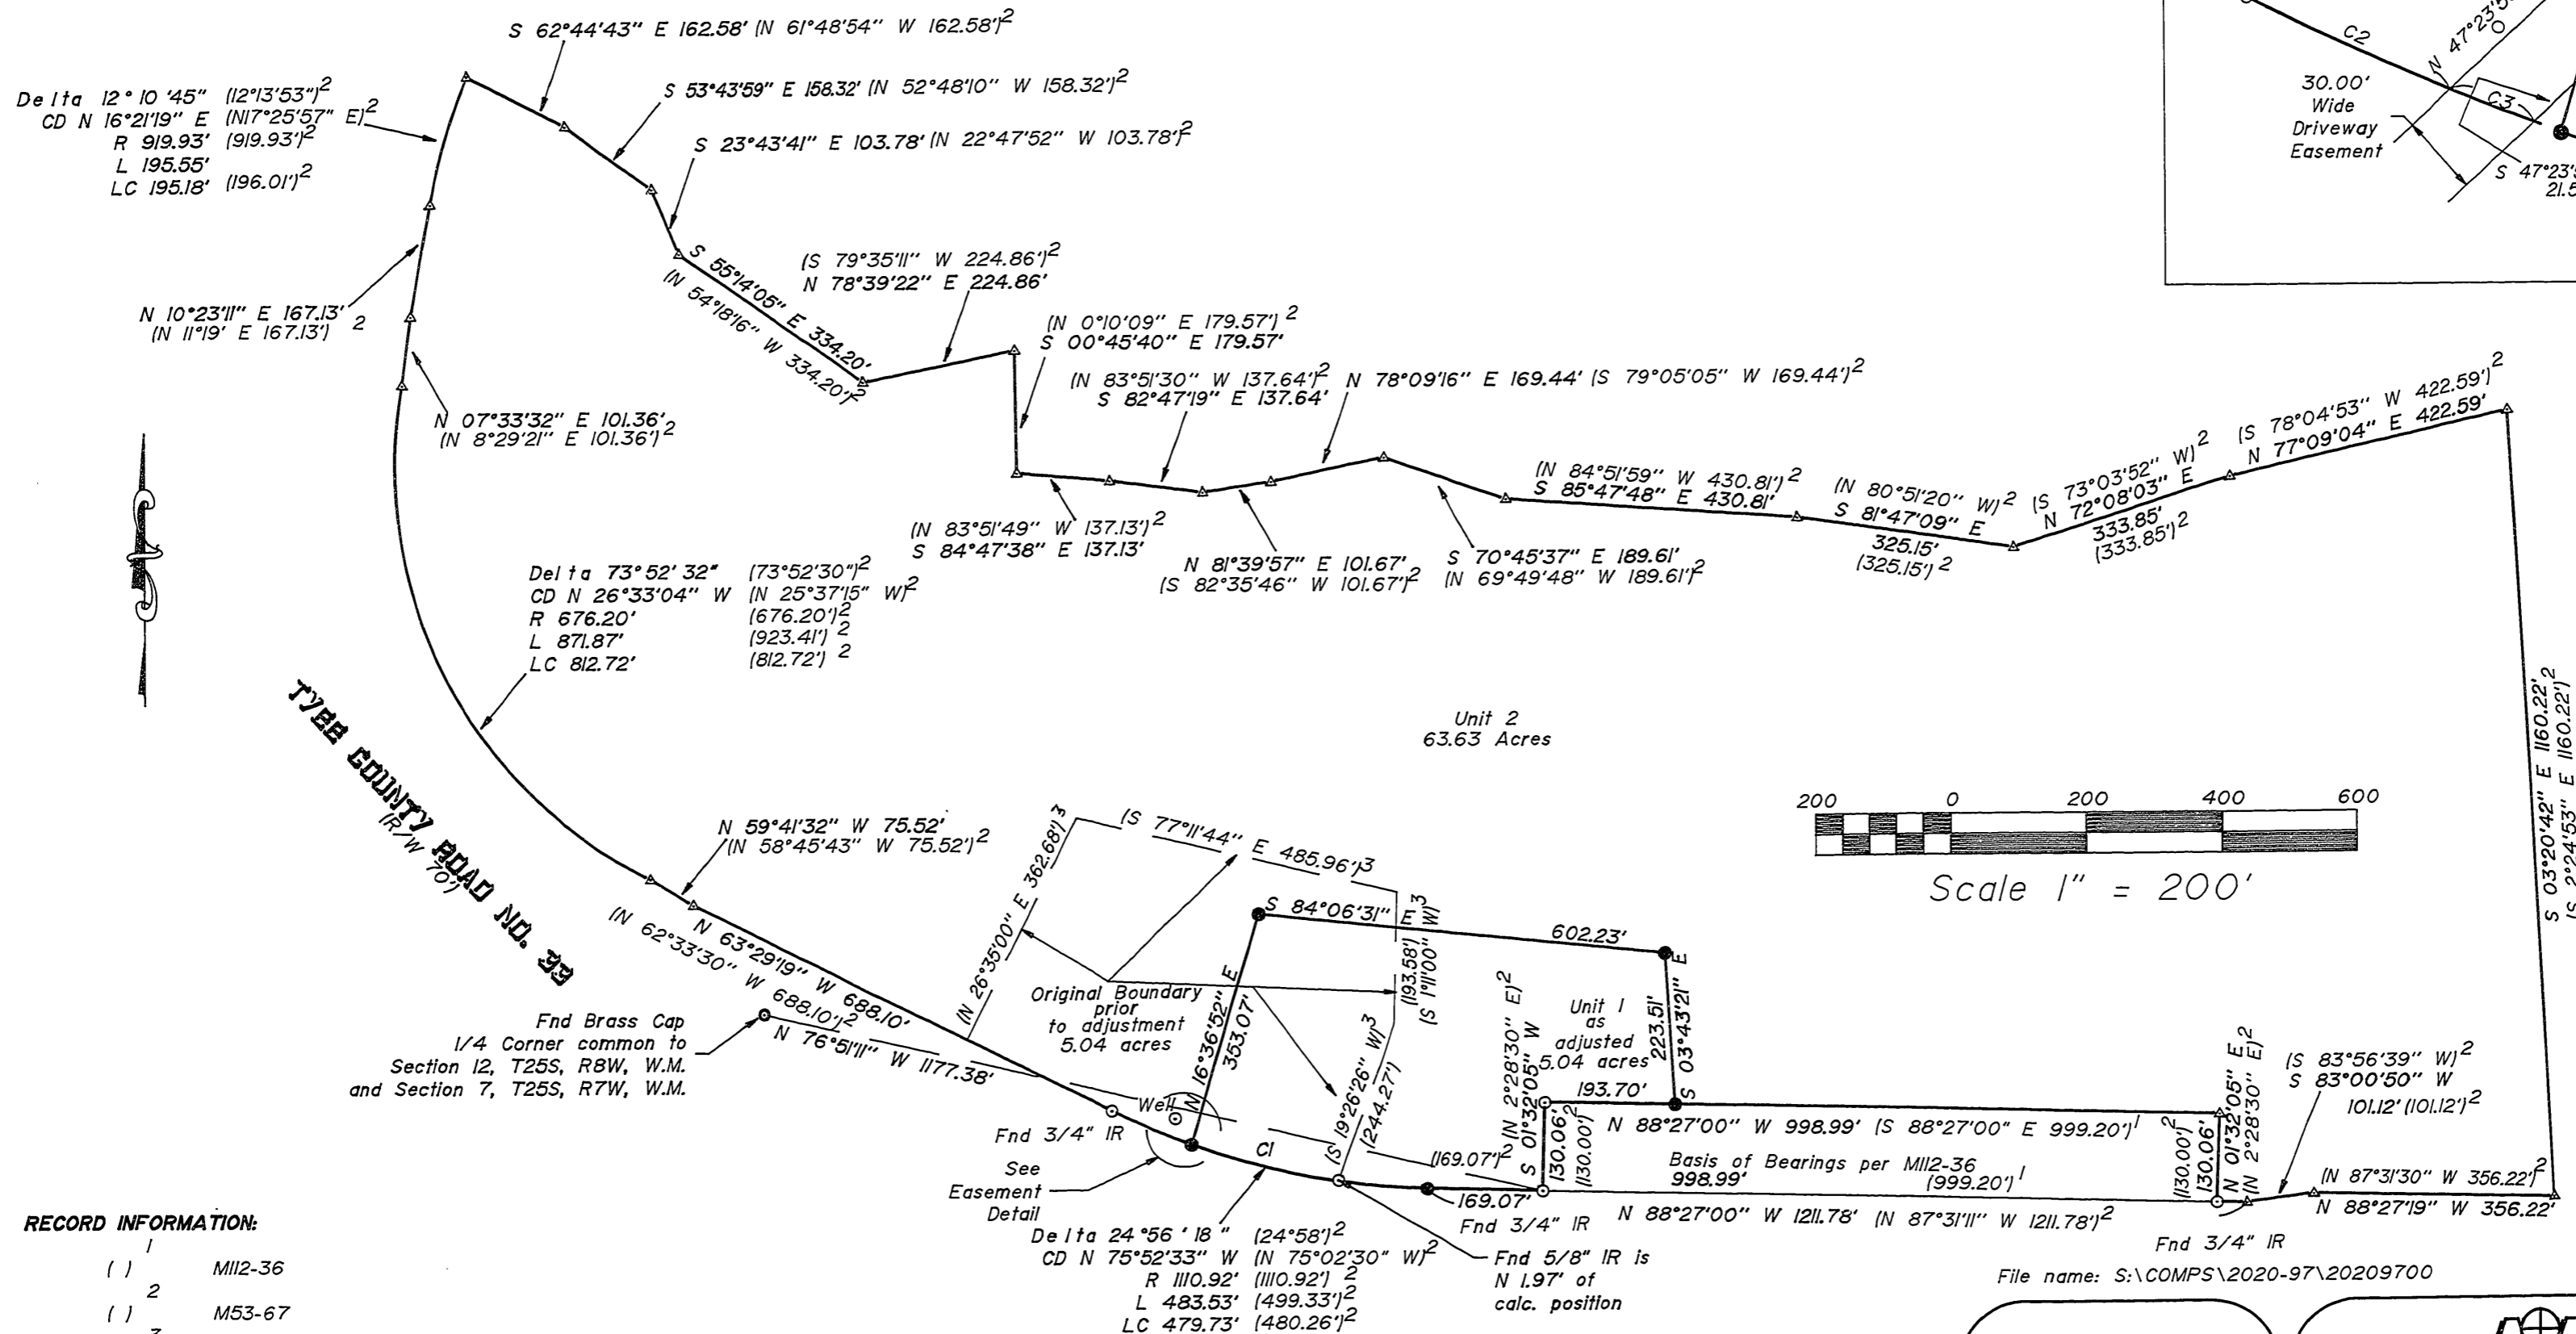 S 62°44'43" E 162.58' (N 61°48'54" W 162.58')2
Delta 12°10'45" (12°13'53")2
CD N 16°21'19" E (N17°25'57" E)2
R 919.93' (919.93')2
L 195.55'
LC 195.18' (196.01')2
S 53°43'59" E 158.32' (N 52°48'10" W 158.32')2
S 23°43'41" E 103.78' (N 22°47'52" W 103.78')2
C2
N 47°23'5
C3
30.00'
Wide
Driveway
Easement
S 47°23'5
21.5
S 55°14'05" E 334.20'
(N 54°18'16" W 334.20')2
(S 79°35'11" W 224.86')2
N 78°39'22" E 224.86'
N 10°23'11" E 167.13'
(N 11°19' E 167.13') 2
(N 0°10'09" E 179.57') 2
S 00°45'40" E 179.57'
(N 83°51'30" W 137.64')2
S 82°47'19" E 137.64'
N 78°09'16" E 169.44' (S 79°05'05" W 169.44')2
N 07°33'32" E 101.36'
(N 8°29'21" E 101.36')2
(N 83°51'49" W 137.13')2
S 84°47'38" E 137.13'
N 81°39'57" E 101.67'
(S 82°35'46" W 101.67')2
S 70°45'37" E 189.61'
(N 69°49'48" W 189.61')2
(N 84°51'59" W 430.81')2
S 85°47'48" E 430.81'
(N 80°51'20" W)2
S 81°47'09" E
325.15'
(325.15')2
(S 73°03'52" W)2
N 72°08'03" E
333.85'
(333.85')2
(S 78°04'53" W 422.59')2
N 77°09'04" E 422.59'
S 03°20'42" E 1160.22'
(S 2°24'53" E 1160.22')2
Delta 73°52'32" (73°52'30")2
CD N 26°33'04" W (N 25°37'15" W)2
R 676.20' (676.20')2
L 871.87' (923.41') 2
LC 812.72' (812.72') 2
TYEE COUNTY ROAD NO. 33
(R/W 70')
Unit 2
63.63 Acres
200 0 200 400 600
Scale 1" = 200'
N 59°41'32" W 75.52'
(N 58°45'43" W 75.52')2
N 63°29'19" W 688.10'
(N 62°33'30" W 688.10')2
N 76°51'11" W 1177.38'
Fnd Brass Cap
1/4 Corner common to
Section 12, T25S, R8W, W.M.
and Section 7, T25S, R7W, W.M.
(N 26°35'00" E 362.68')3
(S 77°11'44" E 485.96')3
(S 1°11'00" W)3
(193.58')
(S 19°26'26" W)3
(244.27')
Original Boundary
prior
to adjustment
5.04 acres
S 84°06'31" E
602.23'
N 16°36'52" E
353.07'
S 03°43'21" E
223.51'
Unit 1
as
adjusted
5.04 acres
193.70'
(N 2°28'30" E)2
S 01°32'05" W
130.06'
(130.00')2
N 88°27'00" W 998.99' (S 88°27'00" E 999.20')1
Basis of Bearings per M112-36
998.99' (999.20')1
(130.00')2
130.06'
N 01°32'05" E
(N 2°28'30" E)2
(S 83°56'39" W)2
S 83°00'50" W
101.12' (101.12')2
(N 87°31'30" W 356.22')2
N 88°27'19" W 356.22'
N 88°27'00" W 1211.78' (N 87°31'11" W 1211.78')2
Well
Fnd 3/4" IR
See
Easement
Detail
C1
(169.07')2
169.07'
Fnd 3/4" IR
Fnd 5/8" IR is
N 1.97' of
calc. position
Delta 24°56'18" (24°58')2
CD N 75°52'33" W (N 75°02'30" W)2
R 1110.92' (1110.92') 2
L 483.53' (499.33')2
LC 479.73' (480.26')2
Fnd 3/4" IR
File name: S:\COMPS\2020-97\20209700
RECORD INFORMATION:
1
( ) M112-36
2
( ) M53-67
3